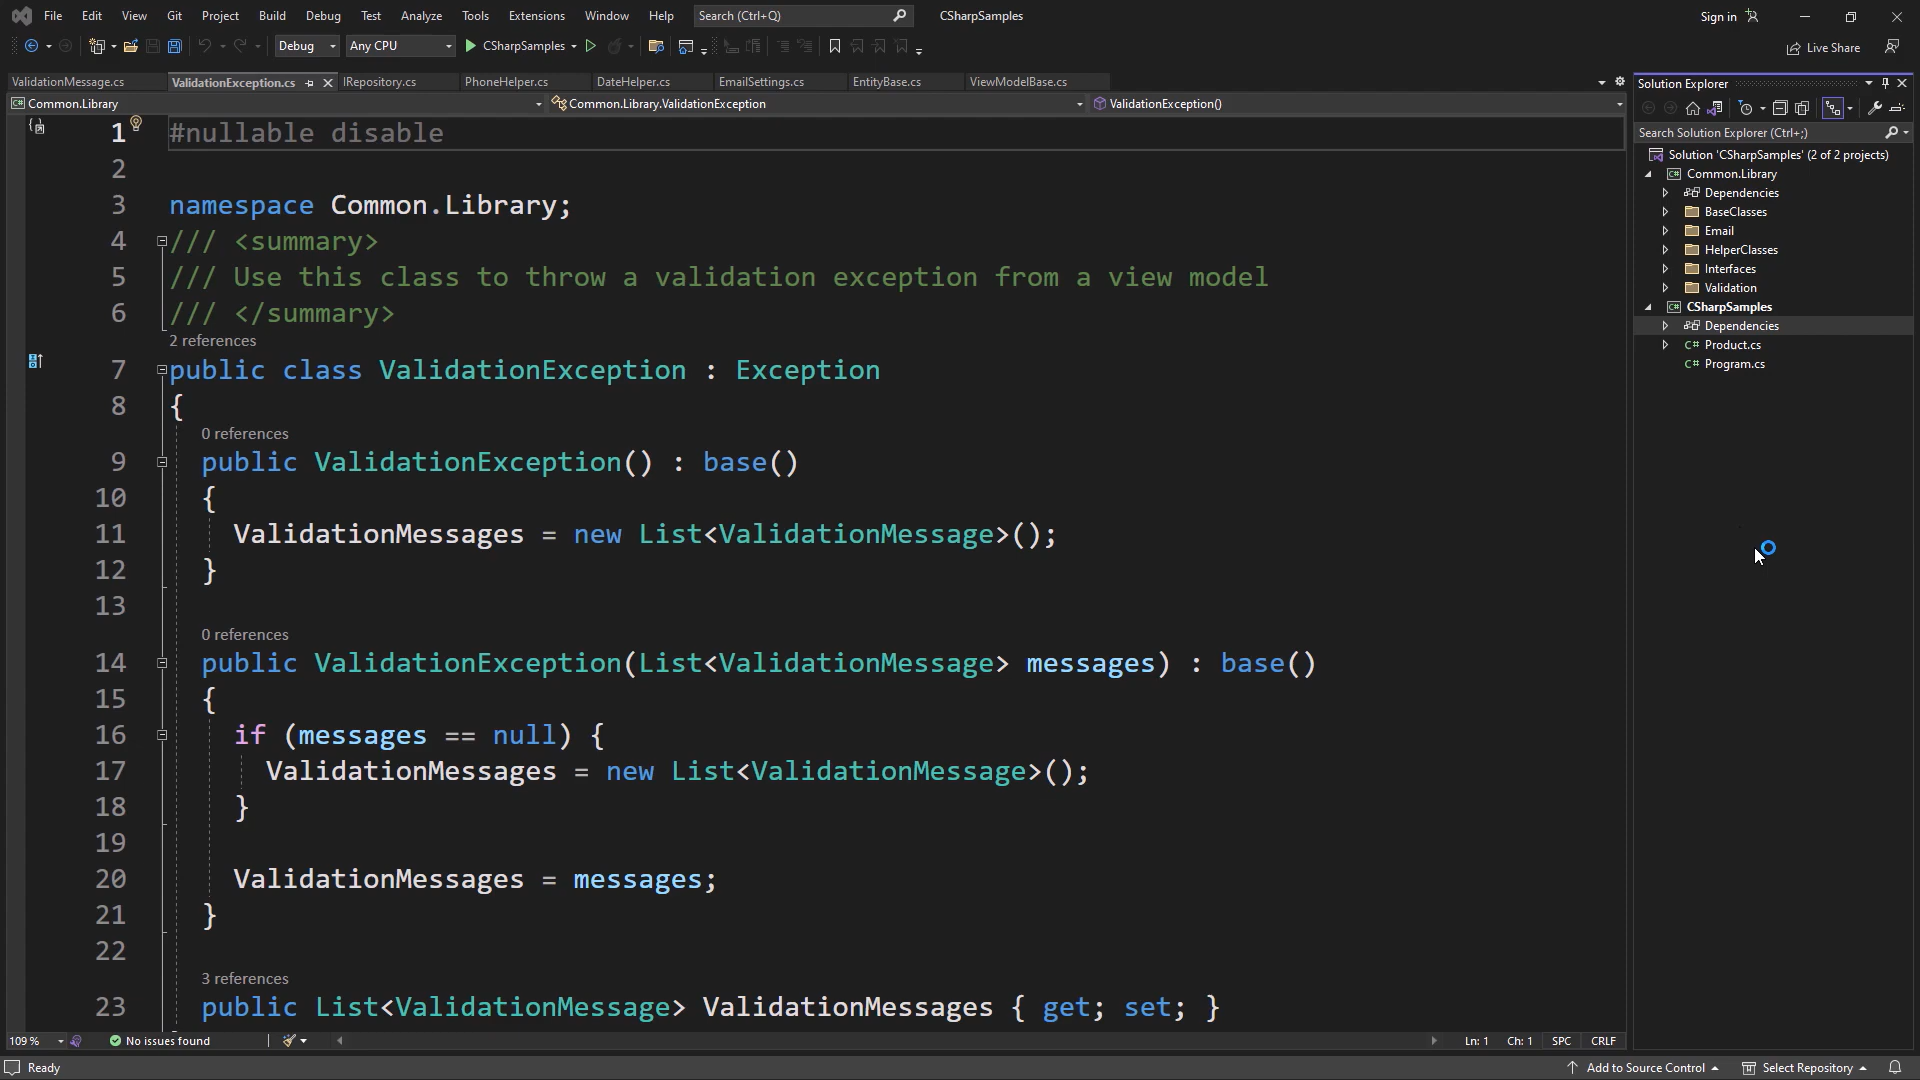 File Edit View Git Project Build Debug Test Analyze Tools Extensions Window Help Search (Ctrl+Q) CSharpSamples Sign in
Debug Any CPU CSharpSamples Live Share
ValidationMessage.cs ValidationException.cs IRepository.cs PhoneHelper.cs DateHelper.cs EmailSettings.cs EntityBase.cs ViewModelBase.cs
Common.Library Common.Library.ValidationException ValidationException()
1 #nullable disable
2
3 namespace Common.Library;
4 /// <summary>
5 /// Use this class to throw a validation exception from a view model
6 /// </summary>
2 references
7 public class ValidationException : Exception
8 {
0 references
9 public ValidationException() : base()
10 {
11 ValidationMessages = new List<ValidationMessage>();
12 }
13
0 references
14 public ValidationException(List<ValidationMessage> messages) : base()
15 {
16 if (messages == null) {
17 ValidationMessages = new List<ValidationMessage>();
18 }
19
20 ValidationMessages = messages;
21 }
22
3 references
23 public List<ValidationMessage> ValidationMessages { get; set; }
109 % No issues found Ln: 1 Ch: 1 SPC CRLF
Solution Explorer
Search Solution Explorer (Ctrl+;)
Solution 'CSharpSamples' (2 of 2 projects)
Common.Library
Dependencies
BaseClasses
Email
HelperClasses
Interfaces
Validation
CSharpSamples
Dependencies
C# Product.cs
C# Program.cs
Ready Add to Source Control Select Repository